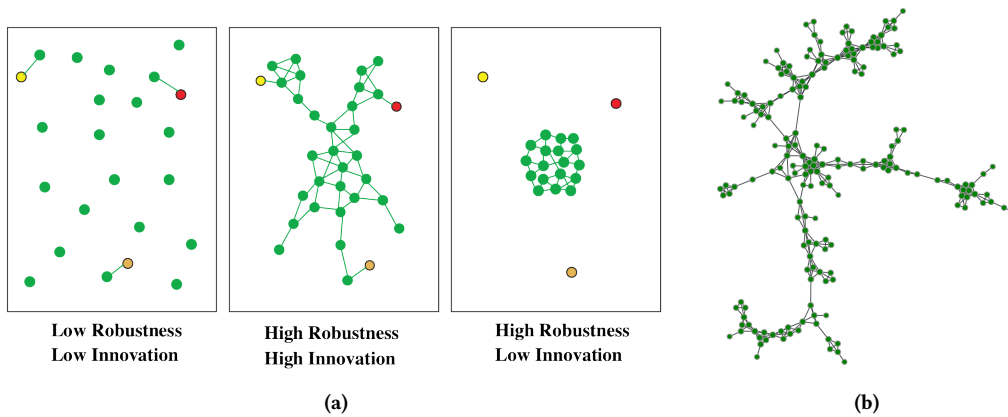 Low Robustness
Low Innovation
High Robustness
High Innovation
High Robustness
Low Innovation
(a)
(b)